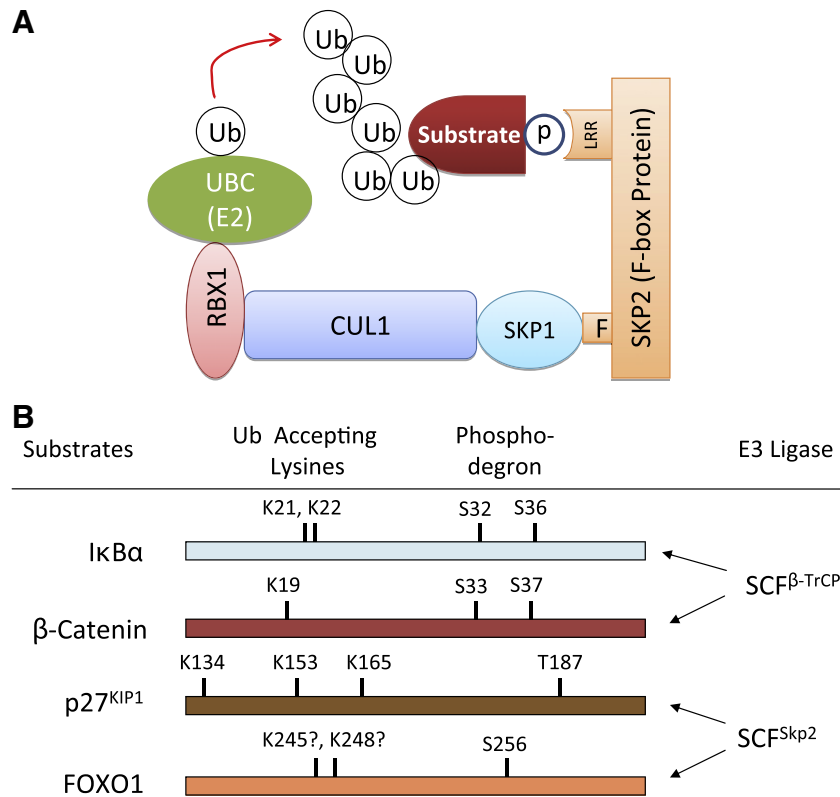 A
Ub
Ub
Ub
Ub
Ub
Ub
Ub
Substrate
p
LRR
SKP2 (F-box Protein)
UBC
(E2)
RBX1
CUL1
SKP1
F
B
Substrates
Ub Accepting
Lysines
Phospho-
degron
E3 Ligase
K21, K22
S32
S36
IκBα
SCFβ-TrCP
K19
S33
S37
β-Catenin
K134
K153
K165
T187
p27KIP1
SCFSkp2
K245?, K248?
S256
FOXO1